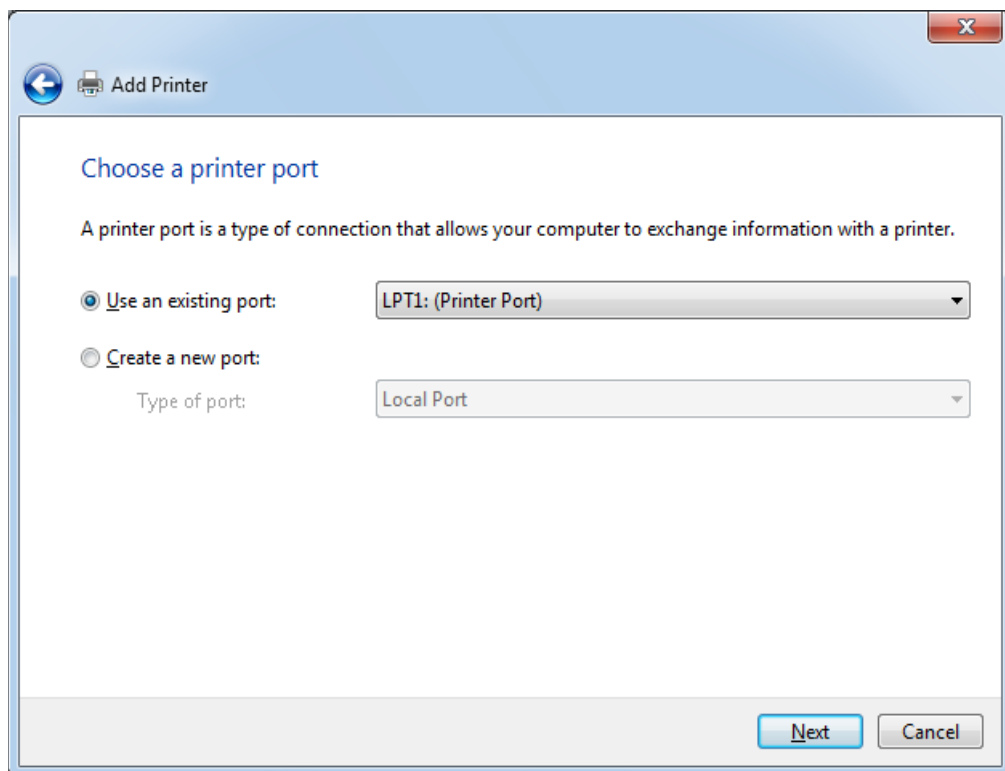 Add Printer
Choose a printer port
A printer port is a type of connection that allows your computer to exchange information with a printer.
Use an existing port: LPT1: (Printer Port)
Create a new port:
Type of port: Local Port
Next Cancel